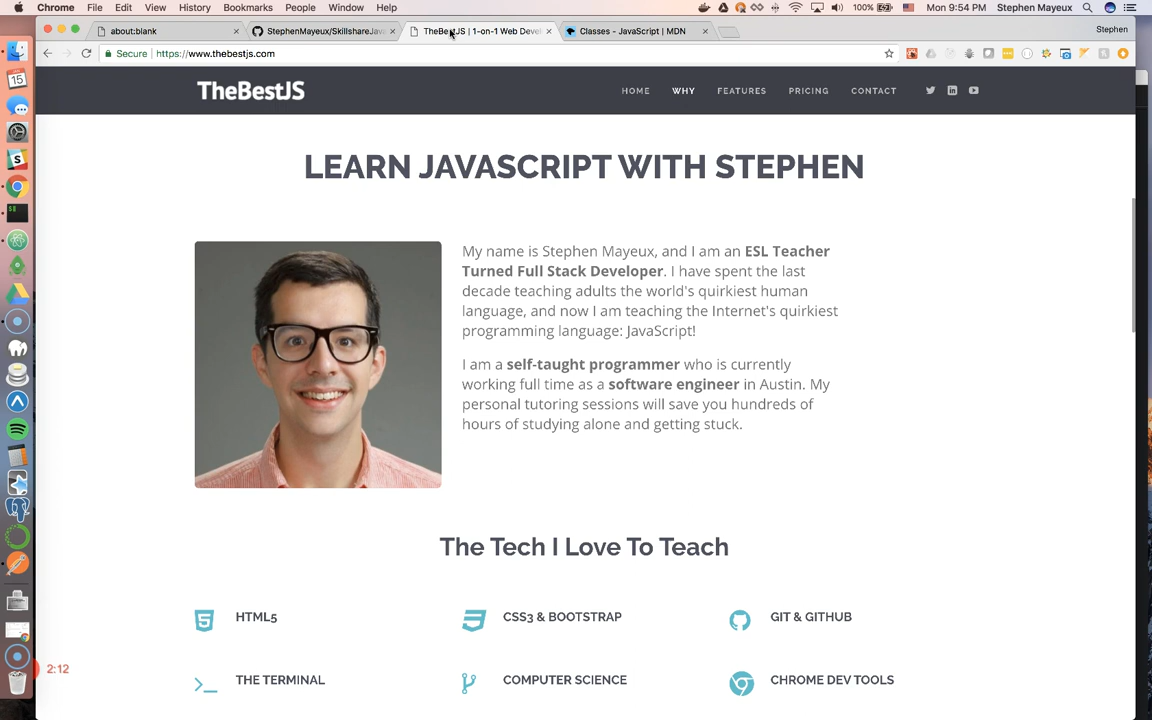 Chrome File Edit View History Bookmarks People Window Help 100% Mon 9:54 PM Stephen Mayeux
about:blank StephenMayeux/SkillshareJava TheBestJS | 1-on-1 Web Devel Classes - JavaScript | MDN Stephen
Secure https://www.thebestjs.com
TheBestJS HOME WHY FEATURES PRICING CONTACT
15
LEARN JAVASCRIPT WITH STEPHEN
My name is Stephen Mayeux, and I am an ESL Teacher
Turned Full Stack Developer. I have spent the last
decade teaching adults the world's quirkiest human
language, and now I am teaching the Internet's quirkiest
programming language: JavaScript!
I am a self-taught programmer who is currently
working full time as a software engineer in Austin. My
personal tutoring sessions will save you hundreds of
hours of studying alone and getting stuck.
The Tech I Love To Teach
HTML5 CSS3 & BOOTSTRAP GIT & GITHUB
THE TERMINAL COMPUTER SCIENCE CHROME DEV TOOLS
2:12